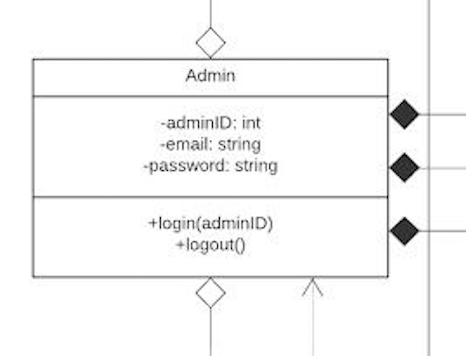 Admin
-adminID: int
-email: string
-password: string
+login(adminID)
+logout()